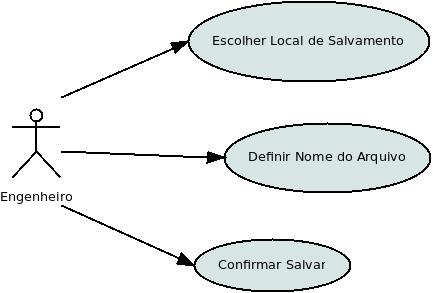 Escolher Local de Salvamento
Definir Nome do Arquivo
Engenheiro
Confirmar Salvar